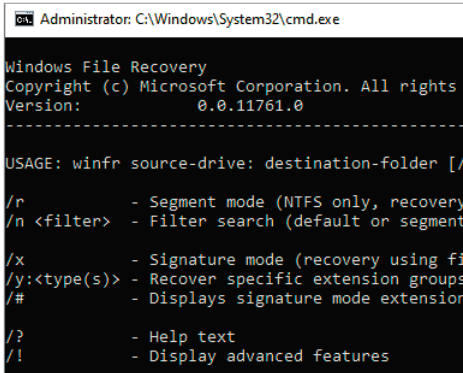 Administrator: C:\Windows\System32\cmd.exe
Windows File Recovery
Copyright (c) Microsoft Corporation. All rights
Version: 0.0.11761.0
---------------------------------------------------------
USAGE: winfr source-drive: destination-folder [/
/r - Segment mode (NTFS only, recovery
/n <filter> - Filter search (default or segment
/x - Signature mode (recovery using fi
/y:<type(s)> - Recover specific extension groups
/# - Displays signature mode extension
/? - Help text
/! - Display advanced features